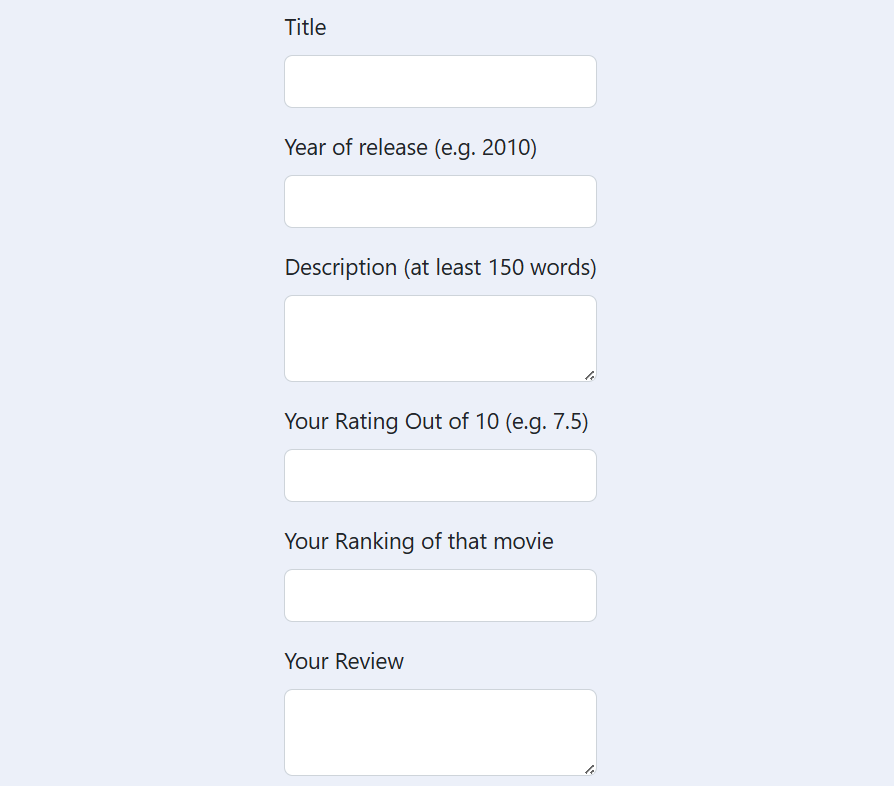 Title
Year of release (e.g. 2010)
Description (at least 150 words)
Your Rating Out of 10 (e.g. 7.5)
Your Ranking of that movie
Your Review